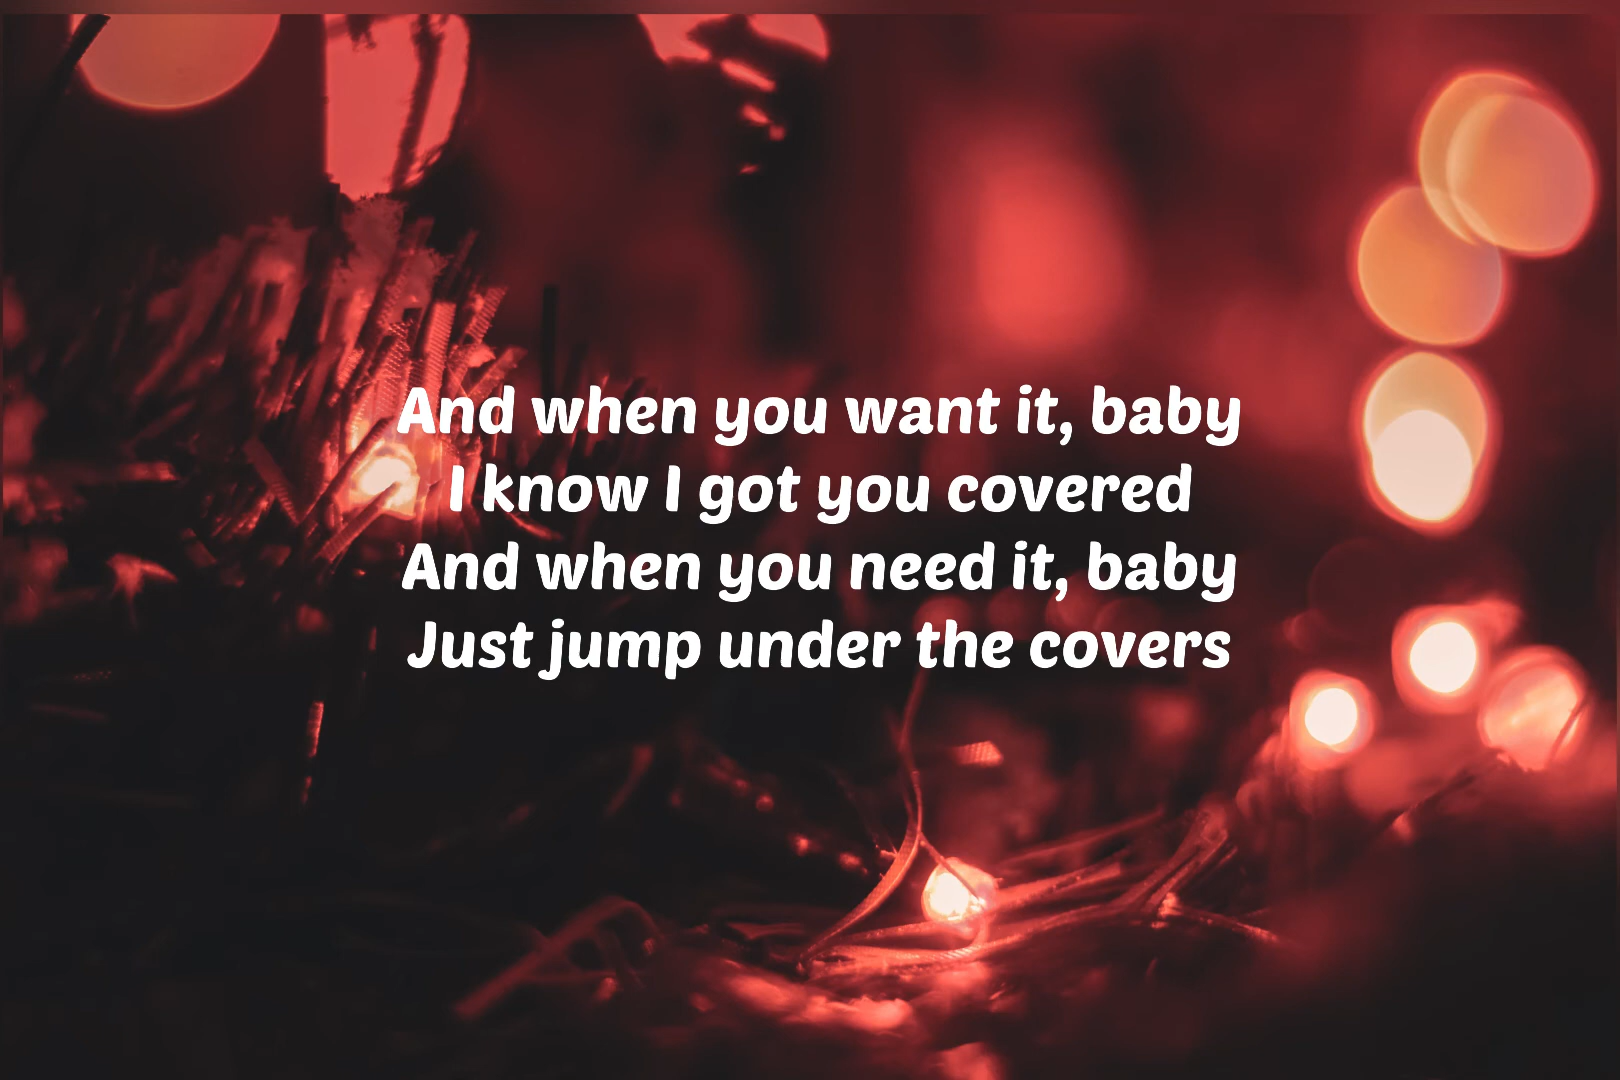 And when you want it, baby
I know I got you covered
And when you need it, baby
Just jump under the covers